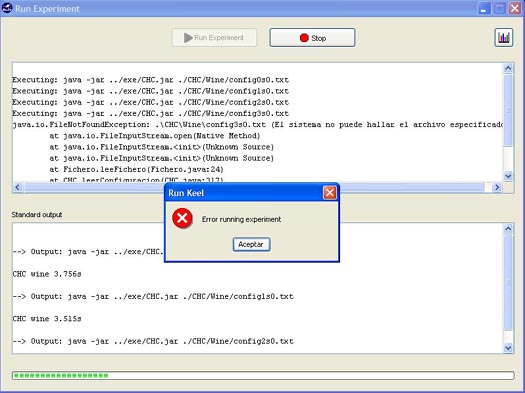 Run Experiment
Run Experiment
Stop
Executing: java -jar ../exe/CHC.jar ./CHC/Wine/config0s0.txt
Executing: java -jar ../exe/CHC.jar ./CHC/Wine/config1s0.txt
Executing: java -jar ../exe/CHC.jar ./CHC/Wine/config2s0.txt
Executing: java -jar ../exe/CHC.jar ./CHC/Wine/config3s0.txt
java.io.FileNotFoundException: .\CHC\Wine\config3s0.txt (El sistema no puede hallar el archivo especificado
at java.io.FileInputStream.open(Native Method)
at java.io.FileInputStream.<init>(Unknown Source)
at java.io.FileInputStream.<init>(Unknown Source)
at Fichero.leeFichero(Fichero.java:24)
at CHC.leerConfiguracion(CHC.java:317)
Run Keel
Error running experiment
Aceptar
Standard output
--> Output: java -jar ../exe/CHC.
CHC wine 3.756s
--> Output: java -jar ../exe/CHC.jar ./CHC/Wine/config1s0.txt
CHC wine 3.515s
--> Output: java -jar ../exe/CHC.jar ./CHC/Wine/config2s0.txt